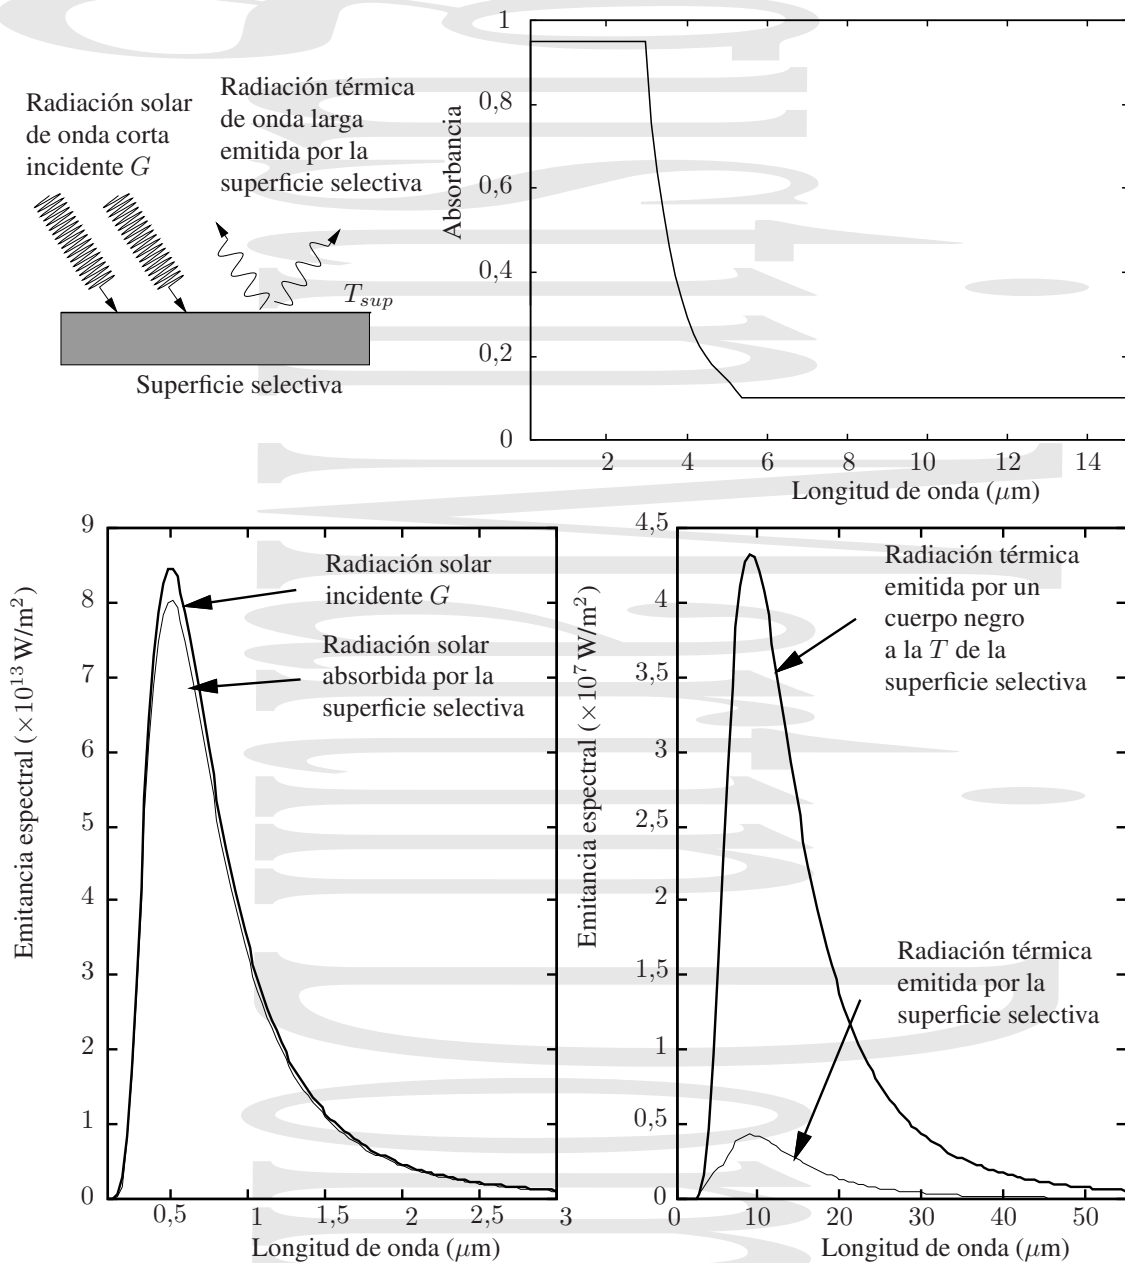 Radiación solar
de onda corta
incidente G
Radiación térmica
de onda larga
emitida por la
superficie selectiva
T_sup
Superficie selectiva
Absorbancia
1
0,8
0,6
0,4
0,2
0
2 4 6 8 10 12 14
Longitud de onda (μm)
Emitancia espectral (×10^13 W/m²)
9
8
7
6
5
4
3
2
1
0
0,5 1 1,5 2 2,5 3
Longitud de onda (μm)
Radiación solar
incidente G
Radiación solar
absorbida por la
superficie selectiva
Emitancia espectral (×10^7 W/m²)
4,5
4
3,5
3
2,5
2
1,5
1
0,5
0
0 10 20 30 40 50
Longitud de onda (μm)
Radiación térmica
emitida por un
cuerpo negro
a la T de la
superficie selectiva
Radiación térmica
emitida por la
superficie selectiva